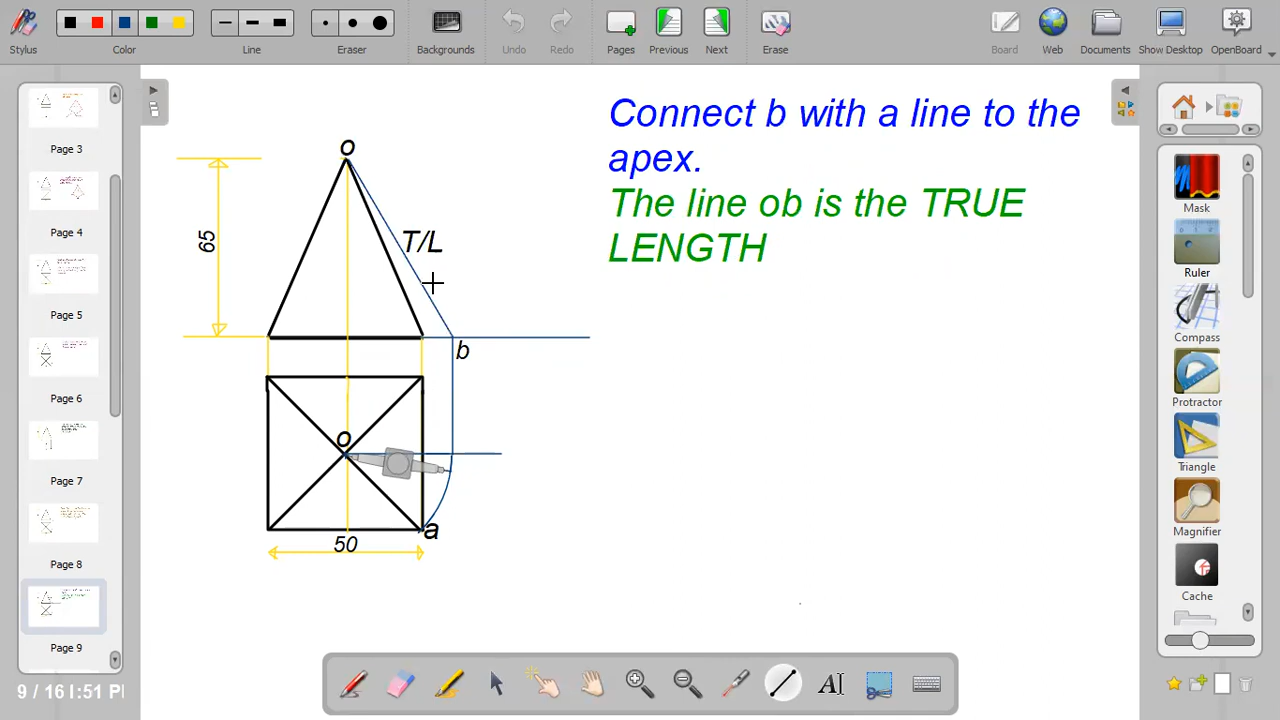 Stylus
Color
Line
Eraser
Backgrounds
Undo
Redo
Pages
Previous
Next
Erase
Board
Web
Documents
Show Desktop
OpenBoard
Page 3
Page 4
Page 5
Page 6
Page 7
Page 8
Page 9
9 / 16
1:51 P
Connect b with a line to the
apex.
The line ob is the TRUE
LENGTH
o
65
T/L
b
o
a
50
Mask
Ruler
Compass
Protractor
Triangle
Magnifier
Cache